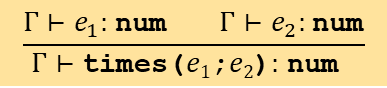 Γ ⊢ e₁: num Γ ⊢ e₂: num
Γ ⊢ times(e₁;e₂): num